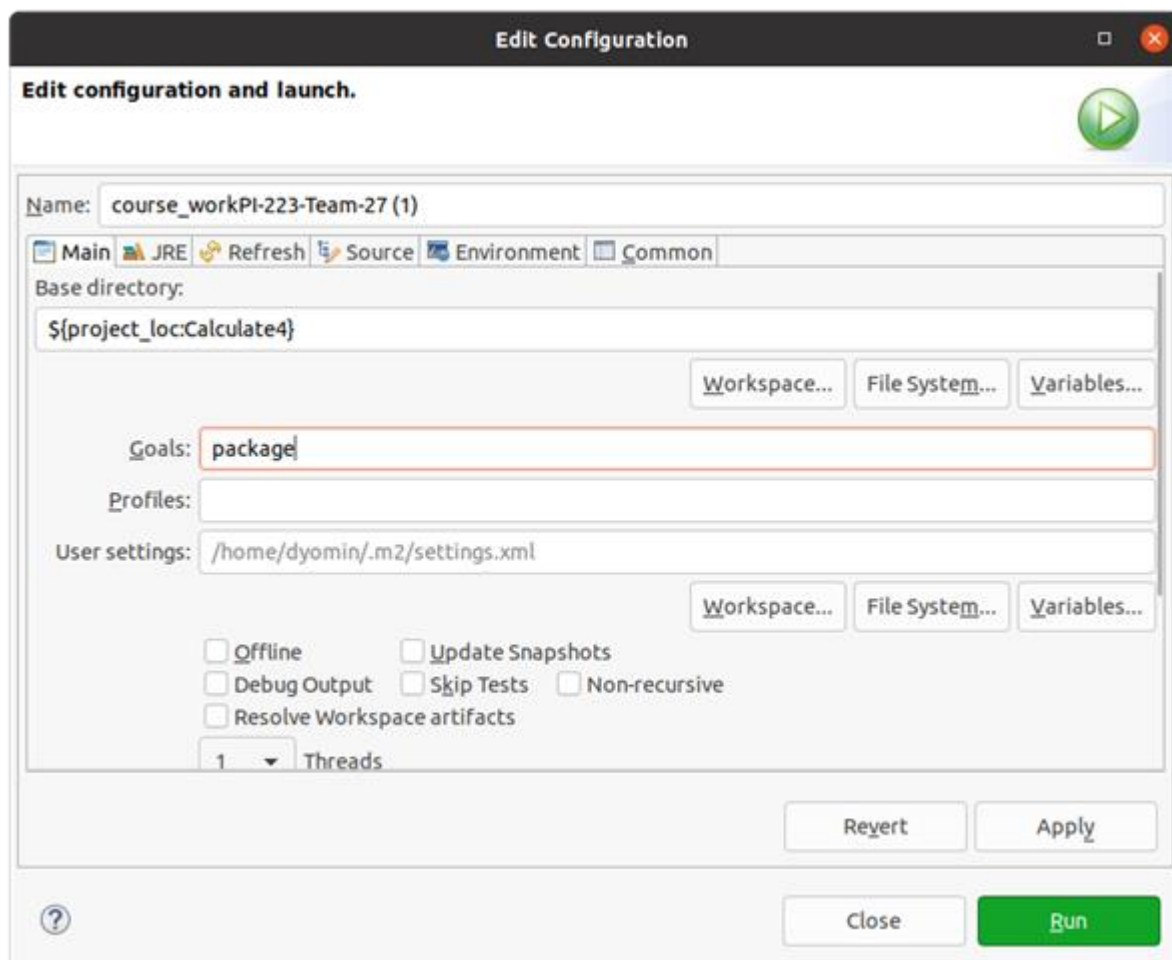 Edit Configuration
Edit configuration and launch.
Name: course_workPI-223-Team-27 (1)
Main JRE Refresh Source Environment Common
Base directory:
${project_loc:Calculate4}
Workspace... File System... Variables...
Goals: package
Profiles:
User settings: /home/dyomin/.m2/settings.xml
Workspace... File System... Variables...
Offline Update Snapshots
Debug Output Skip Tests Non-recursive
Resolve Workspace artifacts
1 Threads
Revert Apply
? Close Run